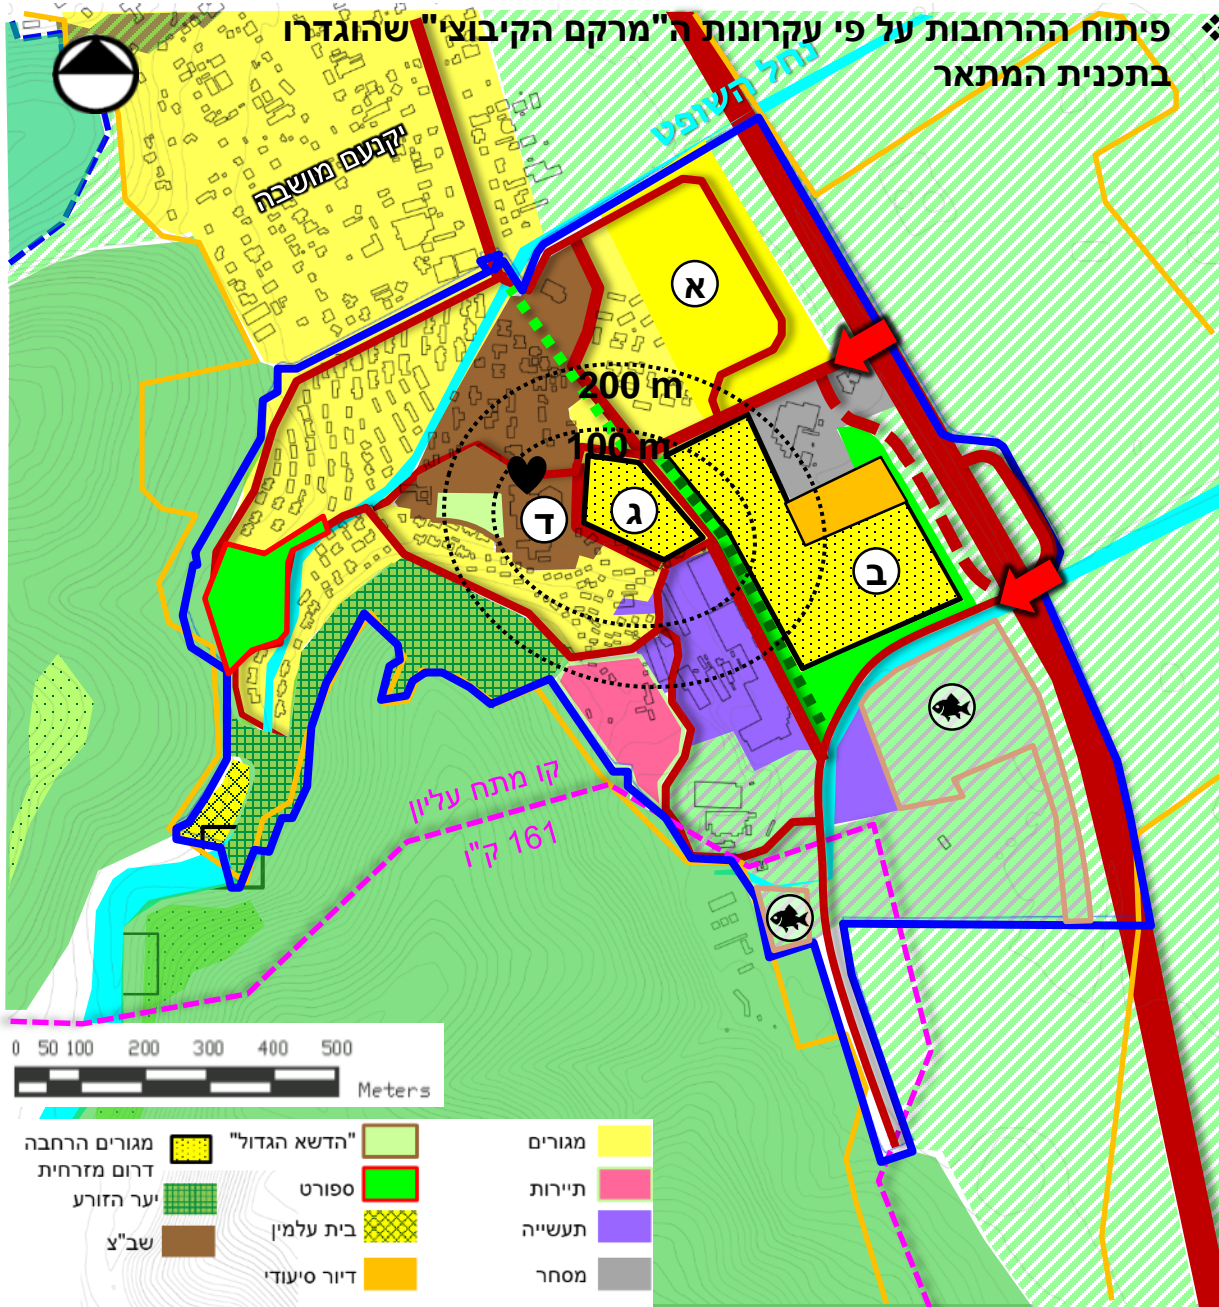 ❖ פיתוח ההרחבות על פי עקרונות ה"מרקם הקיבוצי" שהוגדרו
בתכנית המתאר
נחל השופט
יקנעם מושבה
א
200 m
100 m
ג
ד
ב
קו מתח עליון
161 ק"ו
0 50 100 200 300 400 500
Meters
מגורים
תיירות
תעשייה
מסחר
"הדשא הגדול"
ספורט
בית עלמין
דיור סיעודי
מגורים הרחבה
דרום מזרחית
יער הזורע
שב"צ